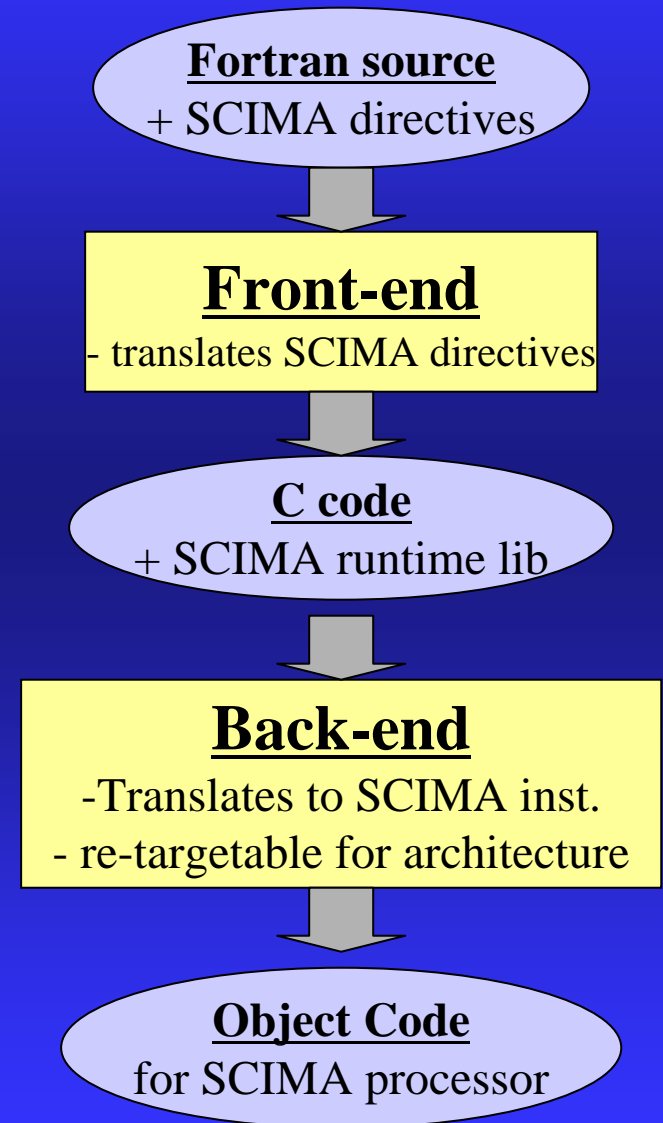 Fortran source
+ SCIMA directives
Front-end
- translates SCIMA directives
C code
+ SCIMA runtime lib
Back-end
-Translates to SCIMA inst.
- re-targetable for architecture
Object Code
for SCIMA processor